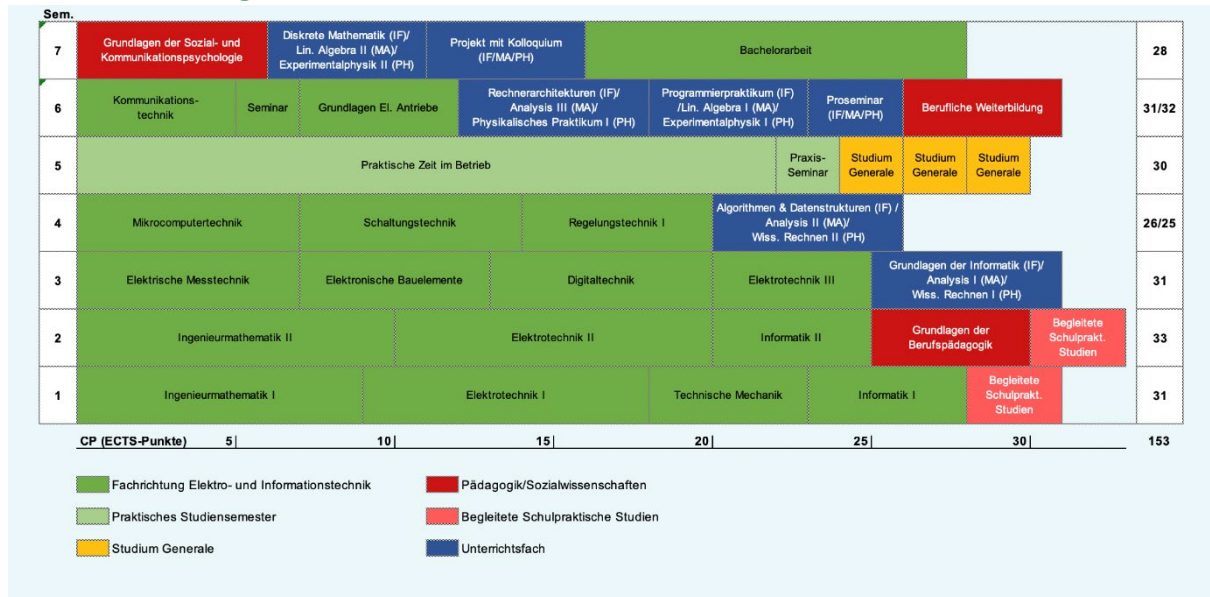 Sem.
7
Grundlagen der Sozial- und
Kommunikationspsychologie
Diskrete Mathematik (IF)/
Lin. Algebra II (MA)/
Experimentalphysik II (PH)
Projekt mit Kolloquium
(IF/MA/PH)
Bachelorarbeit
28
6
Kommunikations-
technik
Seminar
Grundlagen El. Antriebe
Rechnerarchitekturen (IF)/
Analysis III (MA)/
Physikalisches Praktikum I (PH)
Programmierpraktikum (IF)
/Lin. Algebra I (MA)/
Experimentalphysik I (PH)
Proseminar
(IF/MA/PH)
Berufliche Weiterbildung
31/32
5
Praktische Zeit im Betrieb
Praxis-
Seminar
Studium
Generale
Studium
Generale
Studium
Generale
30
4
Mikrocomputertechnik
Schaltungstechnik
Regelungstechnik I
Algorithmen & Datenstrukturen (IF) /
Analysis II (MA)/
Wiss. Rechnen II (PH)
26/25
3
Elektrische Messtechnik
Elektronische Bauelemente
Digitaltechnik
Elektrotechnik III
Grundlagen der Informatik (IF)/
Analysis I (MA)/
Wiss. Rechnen I (PH)
31
2
Ingenieurmathematik II
Elektrotechnik II
Informatik II
Grundlagen der
Berufspädagogik
Begleitete
Schulprakt.
Studien
33
1
Ingenieurmathematik I
Elektrotechnik I
Technische Mechanik
Informatik I
Begleitete
Schulprakt.
Studien
31
CP (ECTS-Punkte) 5| 10| 15| 20| 25| 30| 153
Fachrichtung Elektro- und Informationstechnik
Pädagogik/Sozialwissenschaften
Praktisches Studiensemester
Begleitete Schulpraktische Studien
Studium Generale
Unterrichtsfach